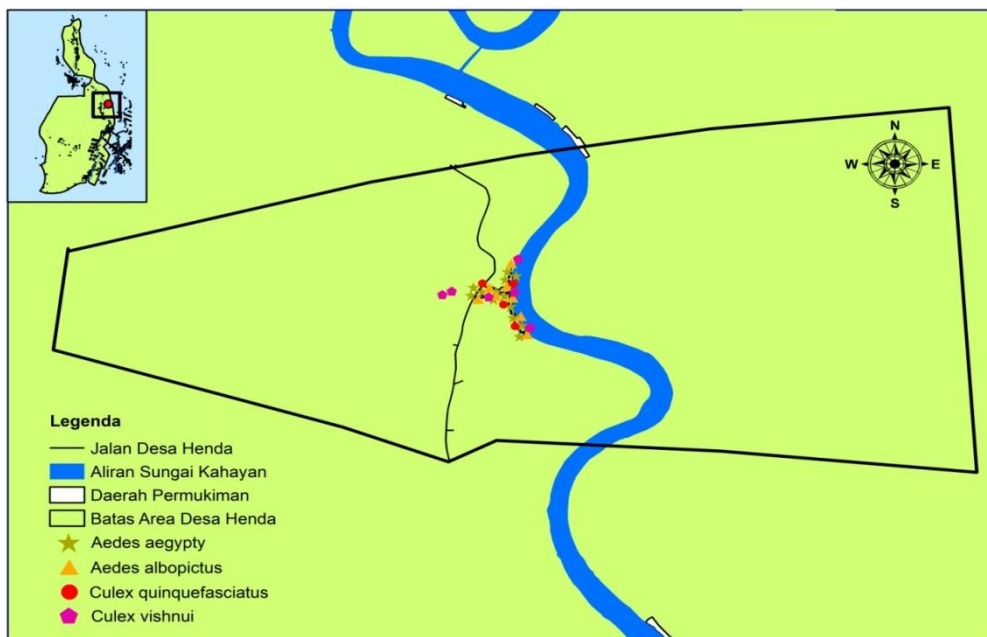 N
W E
S
Legenda
Jalan Desa Henda
Aliran Sungai Kahayan
Daerah Permukiman
Batas Area Desa Henda
Aedes aegypty
Aedes albopictus
Culex quinquefasciatus
Culex vishnui